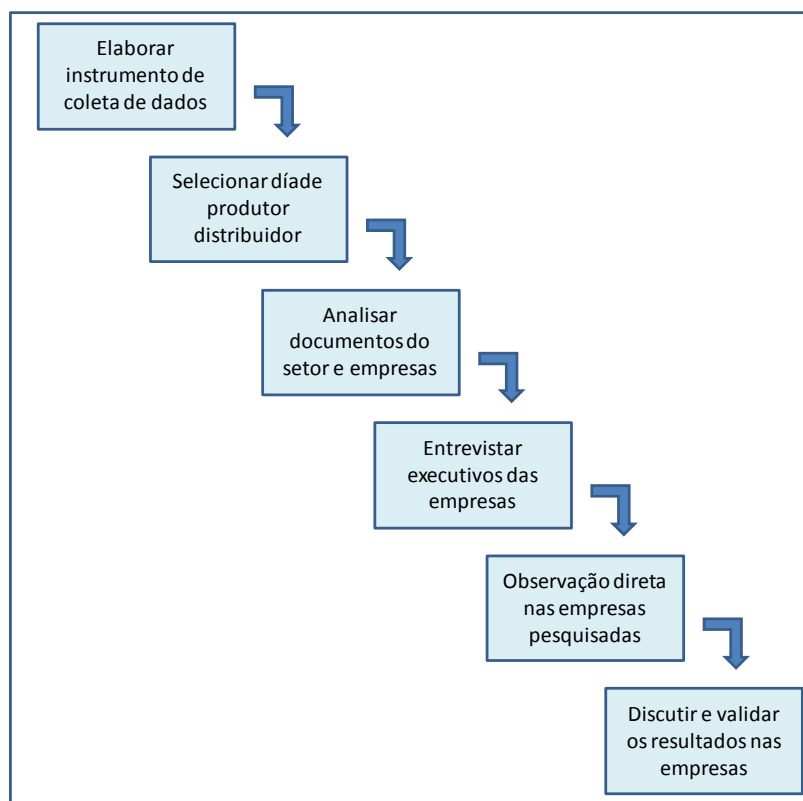 Elaborar
instrumento de
coleta de dados
Selecionar díade
produtor
distribuidor
Analisar
documentos do
setor e empresas
Entrevistar
executivos das
empresas
Observação direta
nas empresas
pesquisadas
Discutir e validar
os resultados nas
empresas